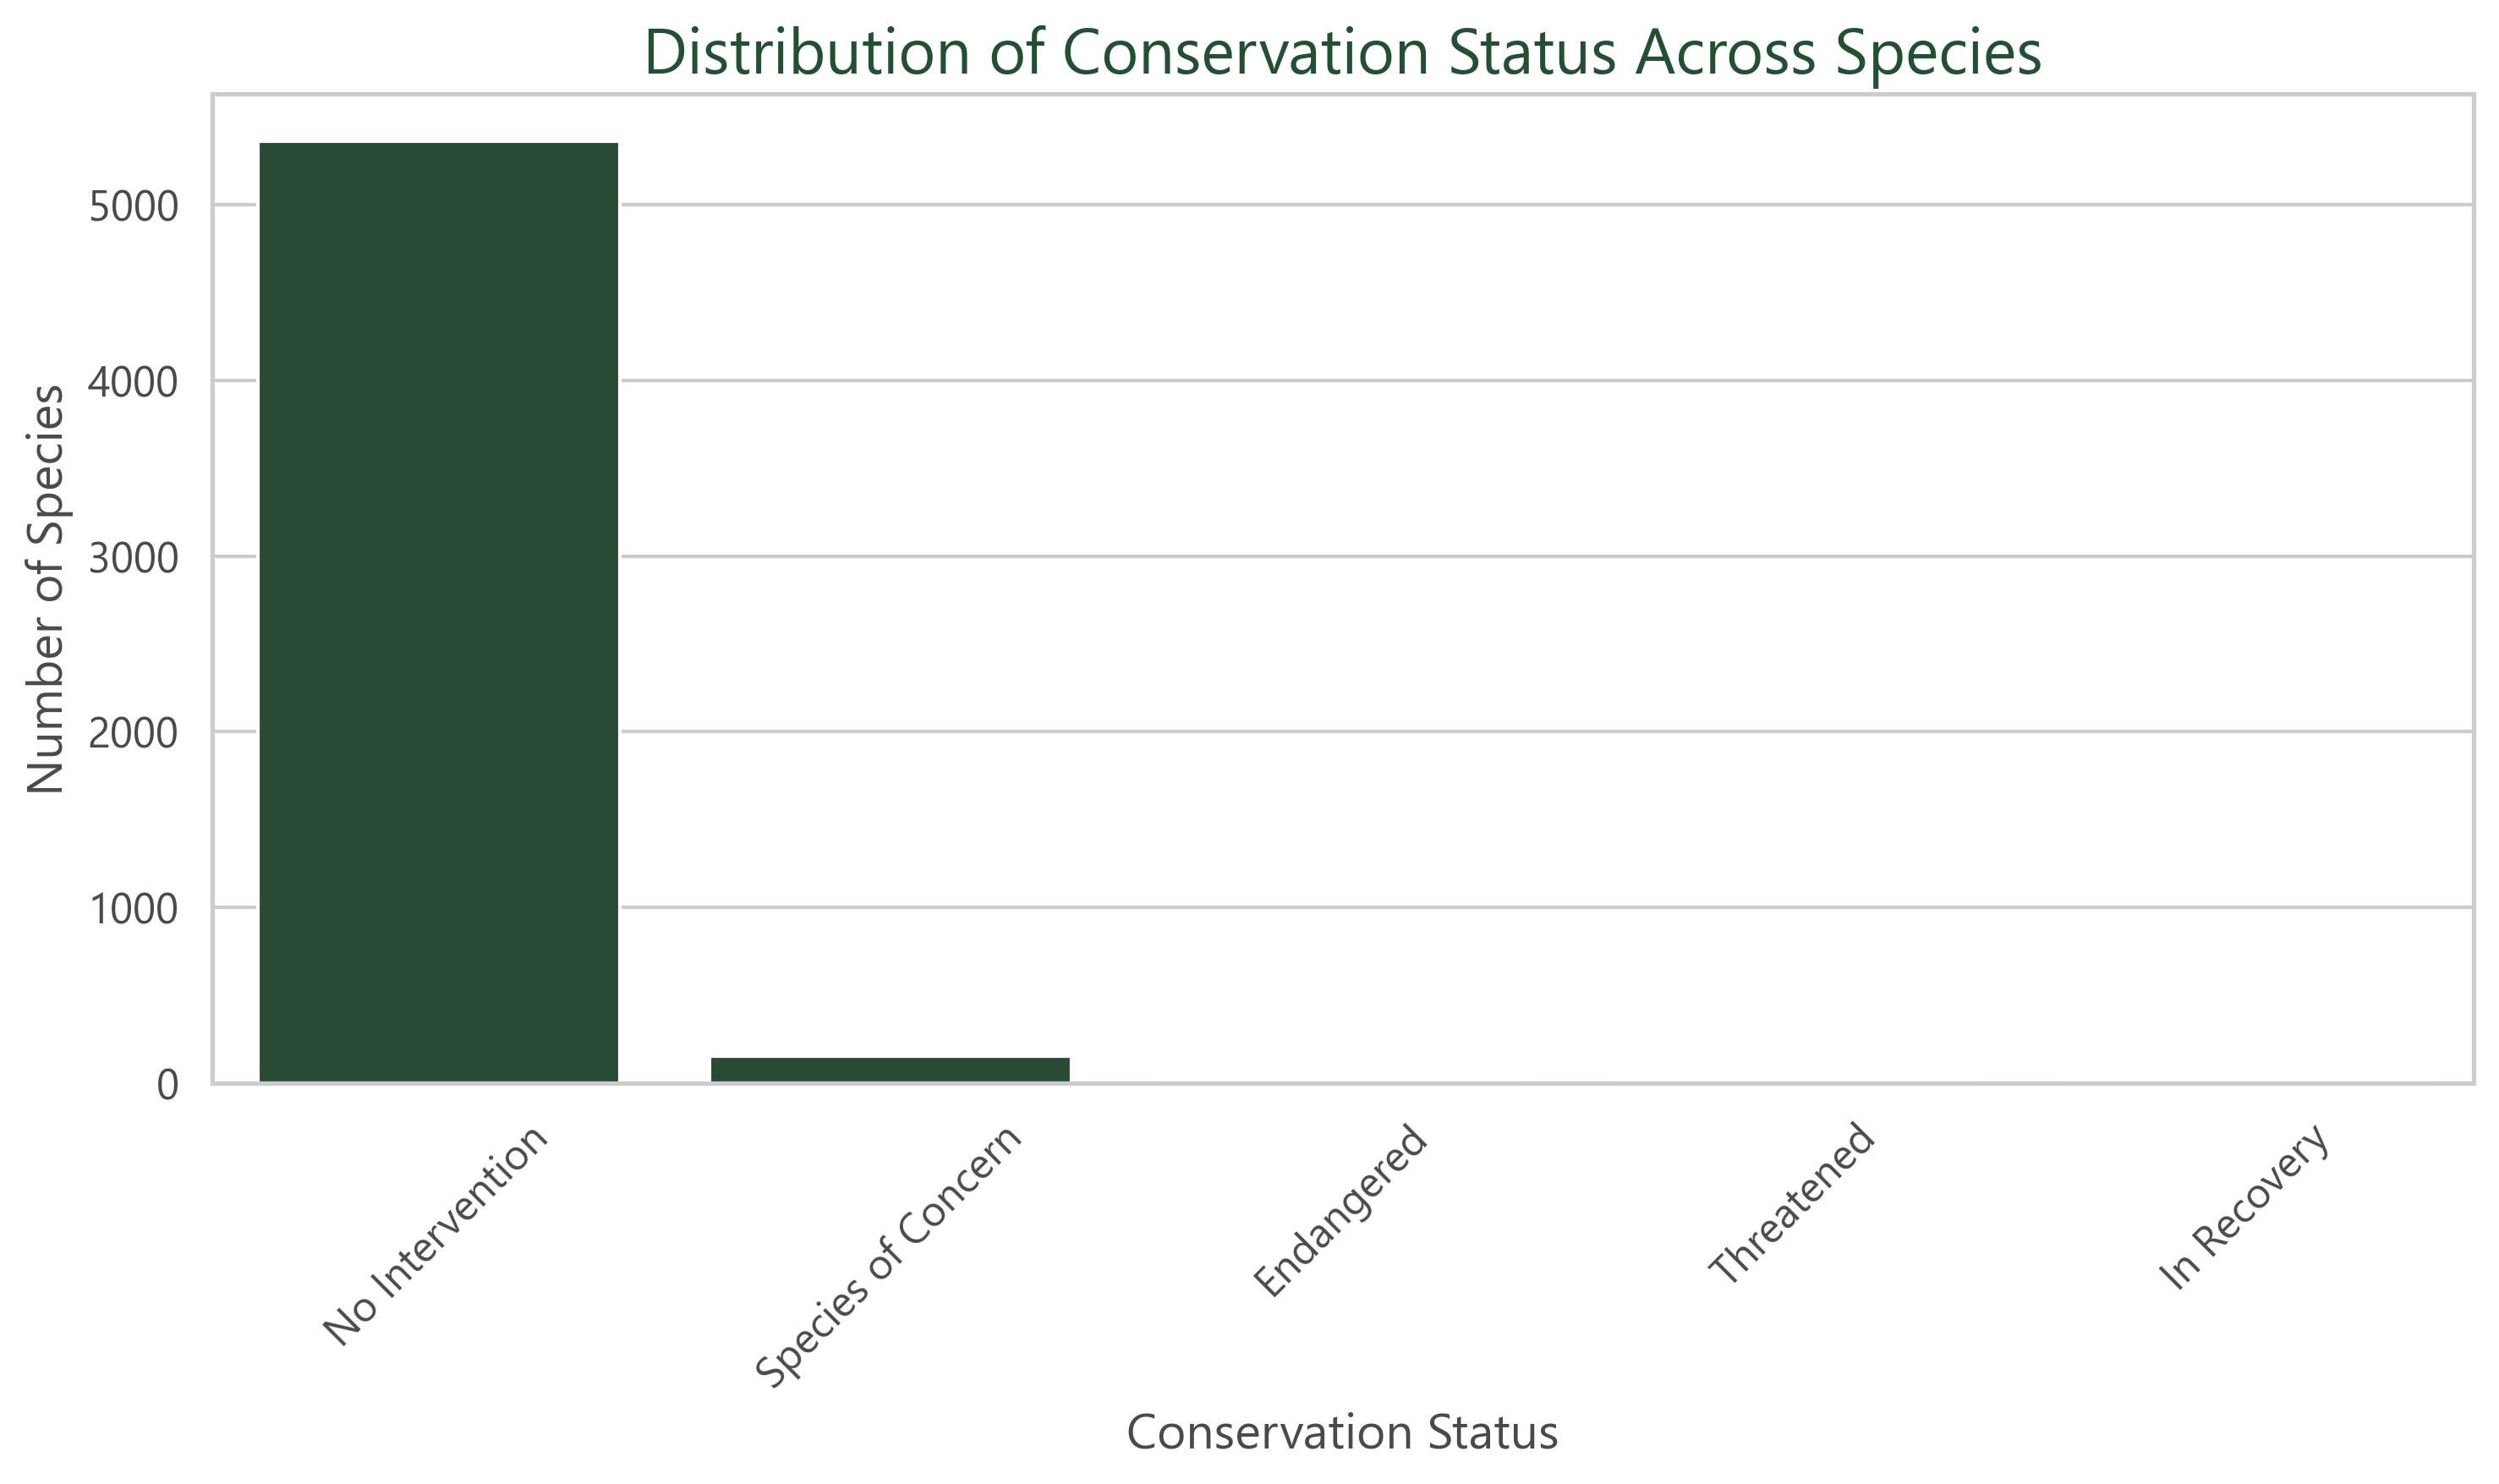 Distribution of Conservation Status Across Species
Number of Species
5000
4000
3000
2000
1000
0
No Intervention
Species of Concern
Endangered
Threatened
In Recovery
Conservation Status